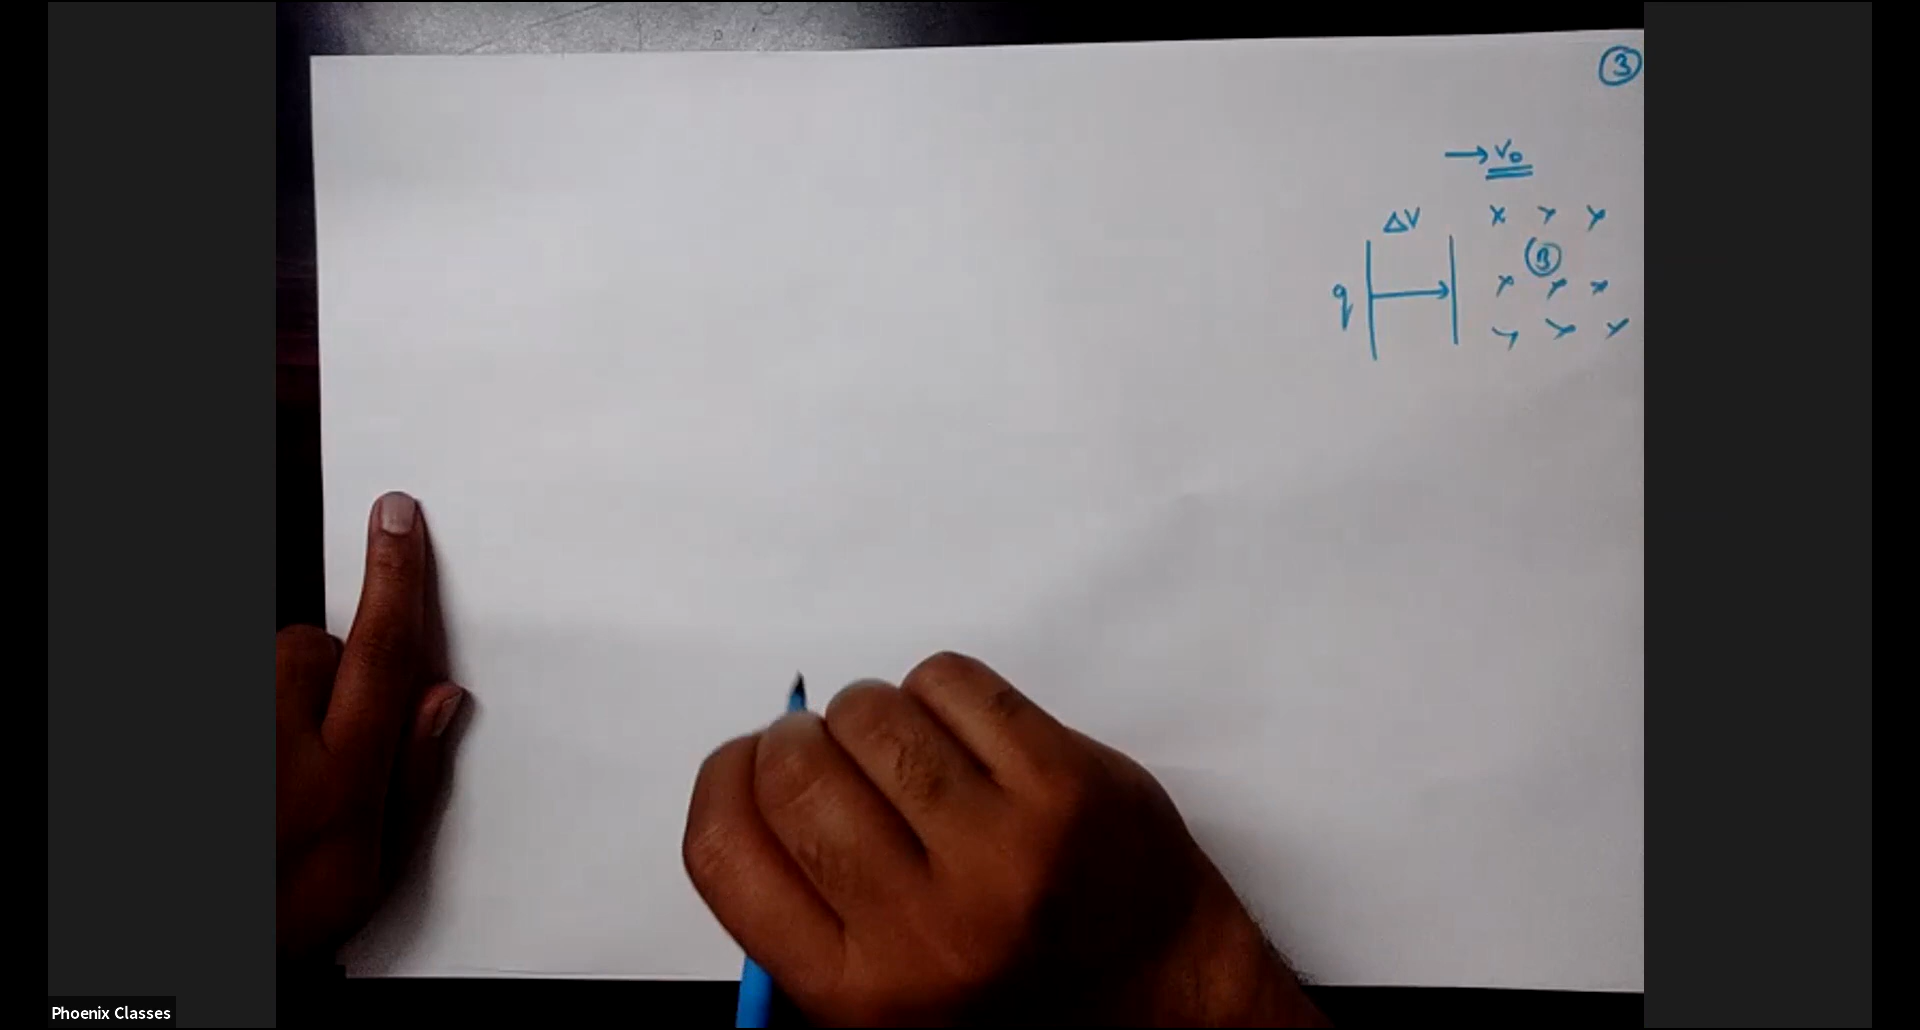 ③
→ V₀
ΔV
x x x
B
q
x x x
x x x
Phoenix Classes